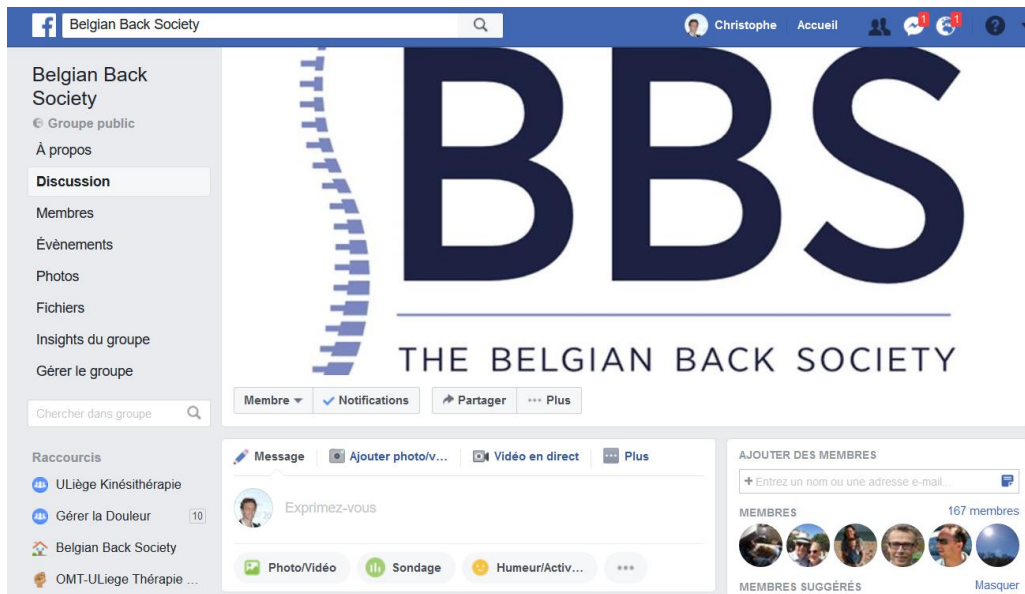 Belgian Back Society
Christophe
Accueil
1
1
?
Belgian Back
Society
Groupe public
À propos
Discussion
Membres
Évènements
Photos
Fichiers
Insights du groupe
Gérer le groupe
Chercher dans groupe
Raccourcis
ULiège Kinésithérapie
Gérer la Douleur 10
Belgian Back Society
OMT-ULiege Thérapie ...
BBS
THE BELGIAN BACK SOCIETY
Membre
Notifications
Partager
Plus
Message
Ajouter photo/v...
Vidéo en direct
Plus
Exprimez-vous
Photo/Vidéo
Sondage
Humeur/Activ...
AJOUTER DES MEMBRES
+ Entrez un nom ou une adresse e-mail...
MEMBRES 167 membres
MEMBRES SUGGÉRÉS Masquer